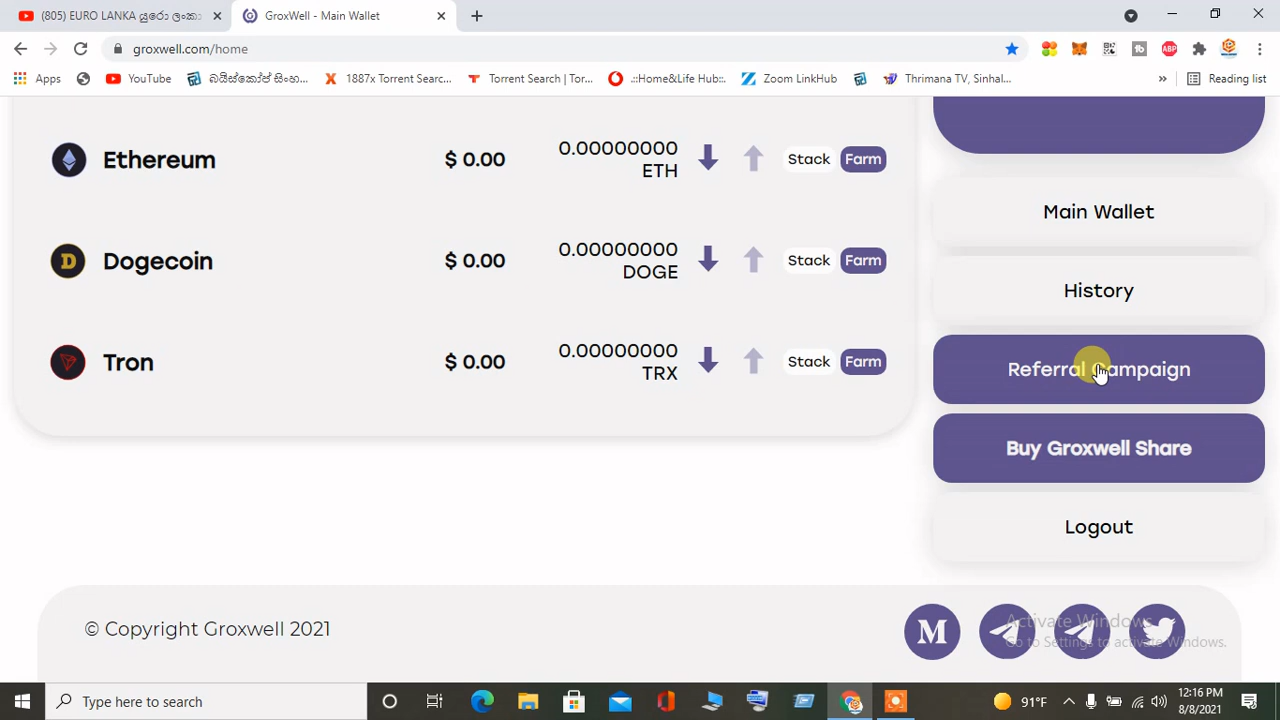 (805) EURO LANKA යුරො ලංකා
GroxWell - Main Wallet
groxwell.com/home
ABP
Apps
YouTube
බයිස්කෝප් සිංහ...
1887x Torrent Searc...
Torrent Search | Tor...
.::Home&Life Hub::.
Zoom LinkHub
Thrimana TV, Sinhal...
»
Reading list
Ethereum
$ 0.00
0.00000000
ETH
Stack
Farm
Dogecoin
$ 0.00
0.00000000
DOGE
Stack
Farm
Tron
$ 0.00
0.00000000
TRX
Stack
Farm
Main Wallet
History
Referral Campaign
Buy Groxwell Share
Logout
© Copyright Groxwell 2021
Activate Windows
Go to Settings to activate Windows.
Type here to search
91°F
12:16 PM
8/8/2021